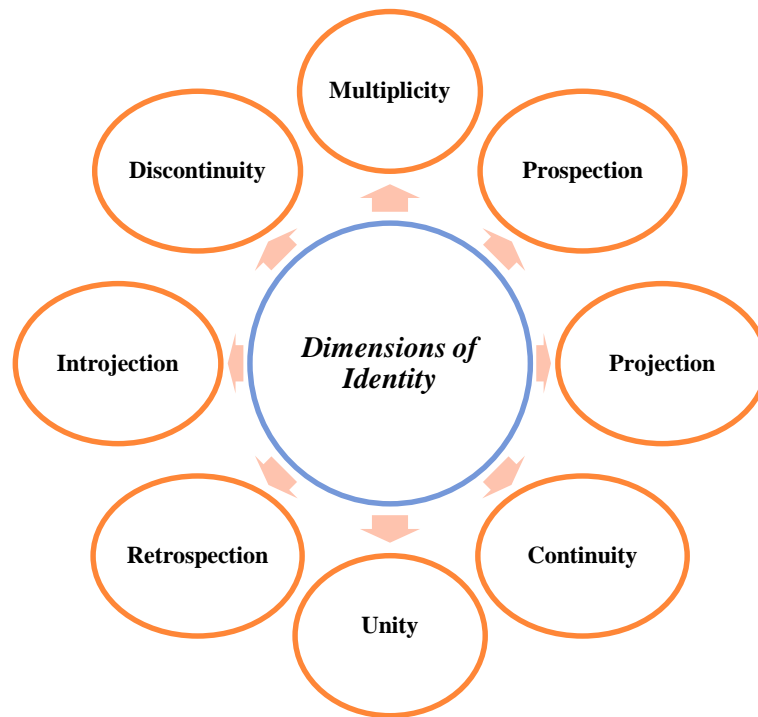 Multiplicity
Discontinuity
Prospection
Introjection
Dimensions of
Identity
Projection
Retrospection
Continuity
Unity